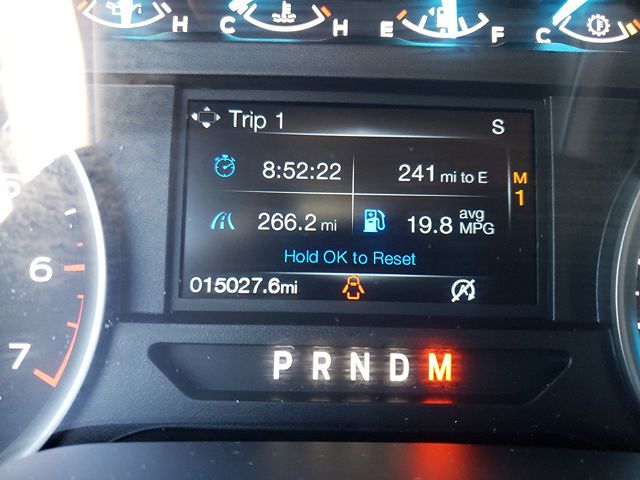 H C H E F C
Trip 1 S
8:52:22 241 mi to E M
1
266.2 mi 19.8 avg MPG
Hold OK to Reset
015027.6mi
6
7
P R N D M